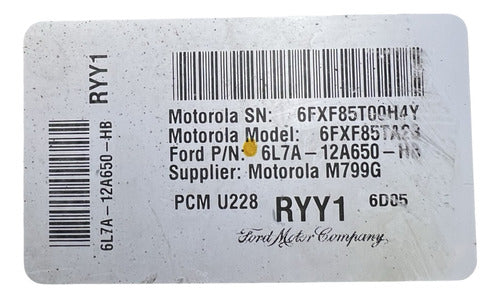 RYY1
6L7A-12A650-HB
Motorola SN: 6FXF85T00H4Y
Motorola Model: 6FXF85TA23
Ford P/N: 6L7A-12A650-HB
Supplier: Motorola M799G
PCM U228 RYY1 6D05
Ford Motor Company